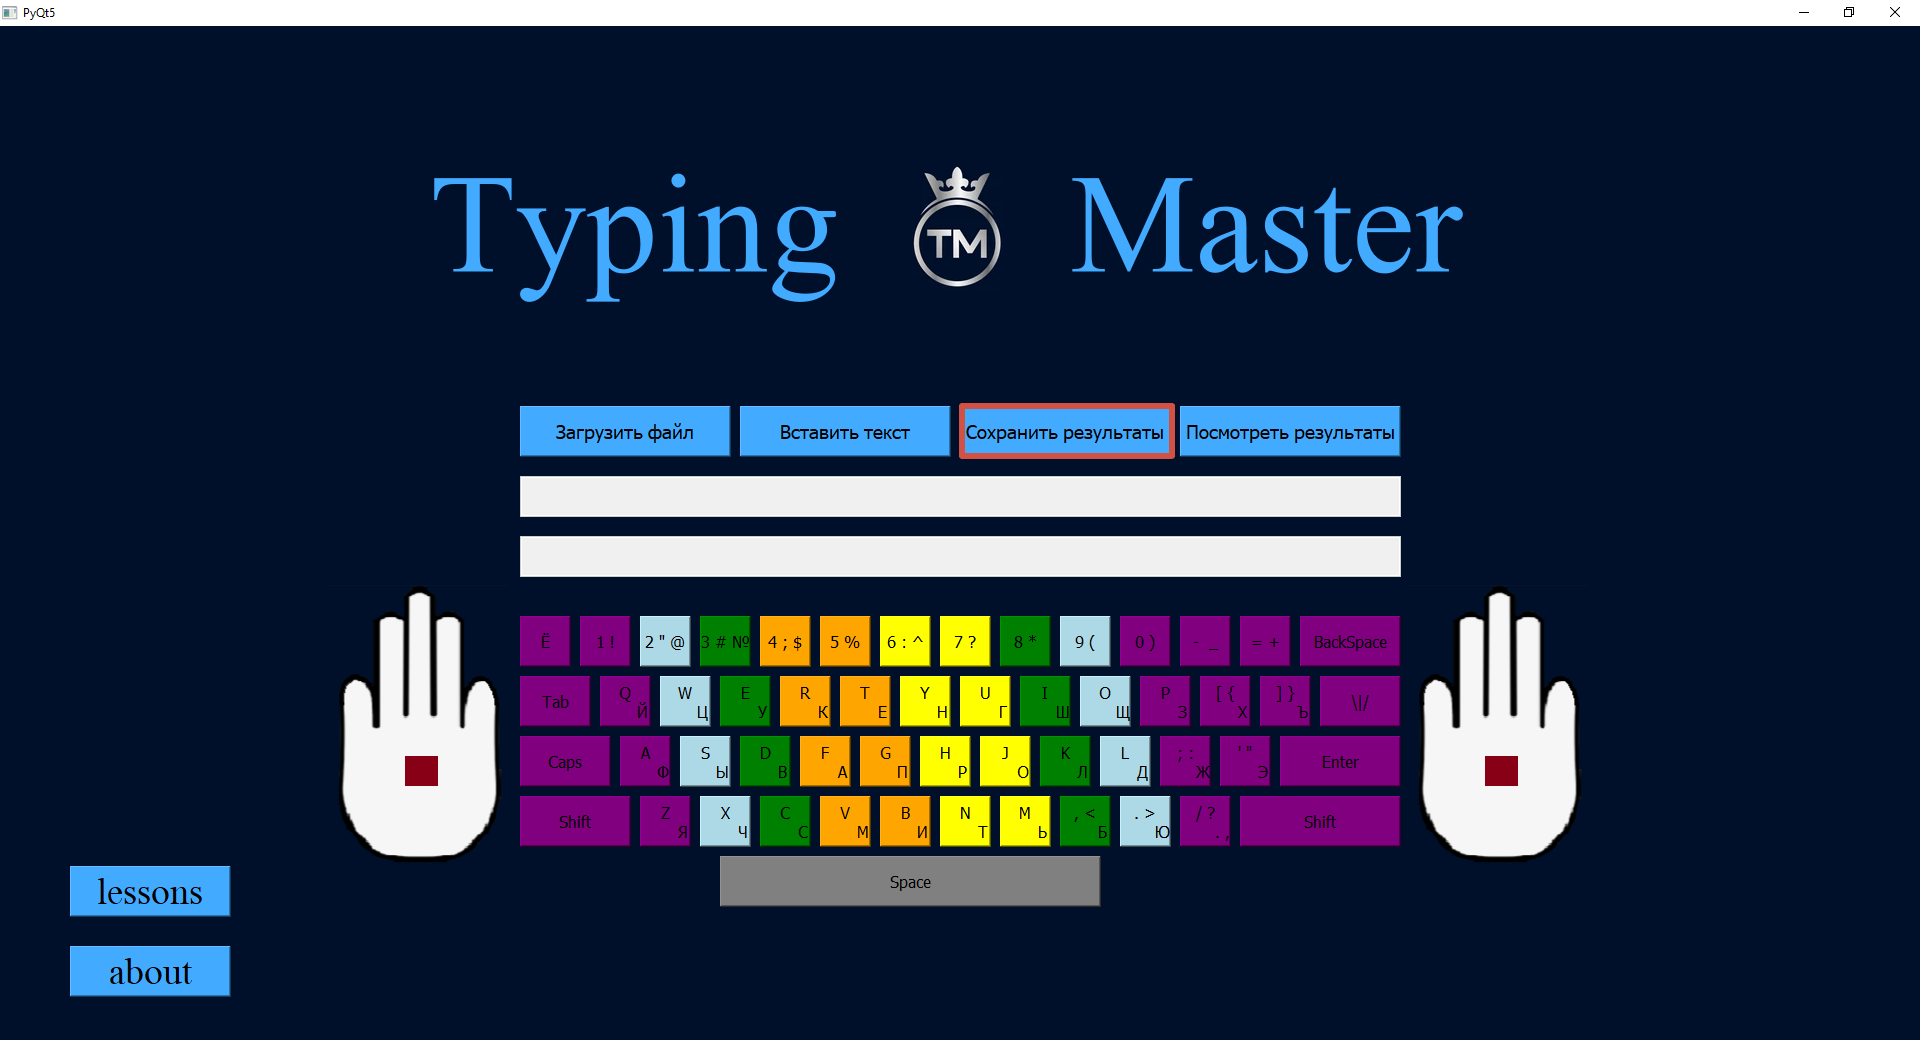 PyQt5
Typing TM Master
Загрузить файл Вставить текст Сохранить результаты Посмотреть результаты
Ё 1 ! 2 " @ 3 # № 4 ; $ 5 % 6 : ^ 7 ? 8 * 9 ( 0 ) - _ = + BackSpace
Tab Q Й W Ц E У R К T Е Y Н U Г I Ш O Щ P З [ { Х ] } Ъ \|/
Caps A Ф S Ы D В F А G П H Р J О K Л L Д ; : Ж ' " Э Enter
Shift Z Я X Ч C С V М B И N Т M Ь , < Б . > Ю / ? . , Shift
Space
lessons
about